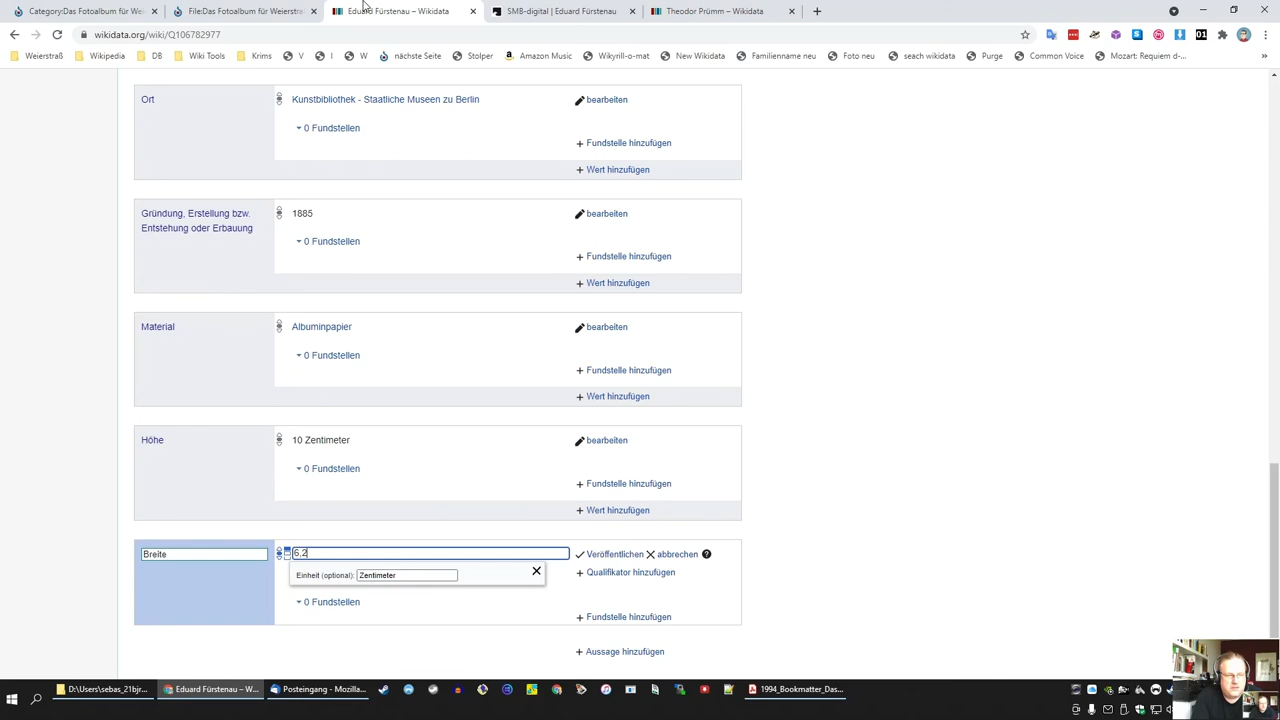 Category:Das Fotoalbum für We
File:Das Fotoalbum für Weierstraß
Eduard Fürstenau – Wikidata
SMB-digital | Eduard Fürstenau
Theodor Prümm – Wikidata
wikidata.org/wiki/Q106782977
Weierstraß
Wikipedia
DB
Wiki Tools
Krims
V
I
W
nächste Seite
Stolper
Amazon Music
Wikyrill-o-mat
New Wikidata
Familienname neu
Foto neu
seach wikidata
Purge
Common Voice
Mozart: Requiem d-...
»
Ort
Kunstbibliothek - Staatliche Museen zu Berlin
bearbeiten
0 Fundstellen
+ Fundstelle hinzufügen
+ Wert hinzufügen
Gründung, Erstellung bzw.
Entstehung oder Erbauung
1885
bearbeiten
0 Fundstellen
+ Fundstelle hinzufügen
+ Wert hinzufügen
Material
Albuminpapier
bearbeiten
0 Fundstellen
+ Fundstelle hinzufügen
+ Wert hinzufügen
Höhe
10 Zentimeter
bearbeiten
0 Fundstellen
+ Fundstelle hinzufügen
+ Wert hinzufügen
Breite
6,2
Veröffentlichen
abbrechen
Einheit (optional): Zentimeter
+ Qualifikator hinzufügen
0 Fundstellen
+ Fundstelle hinzufügen
+ Aussage hinzufügen
D:\Users\sebas_21bjr...
Eduard Fürstenau – W...
Posteingang - Mozilla...
1994_Bookmatter_Das...